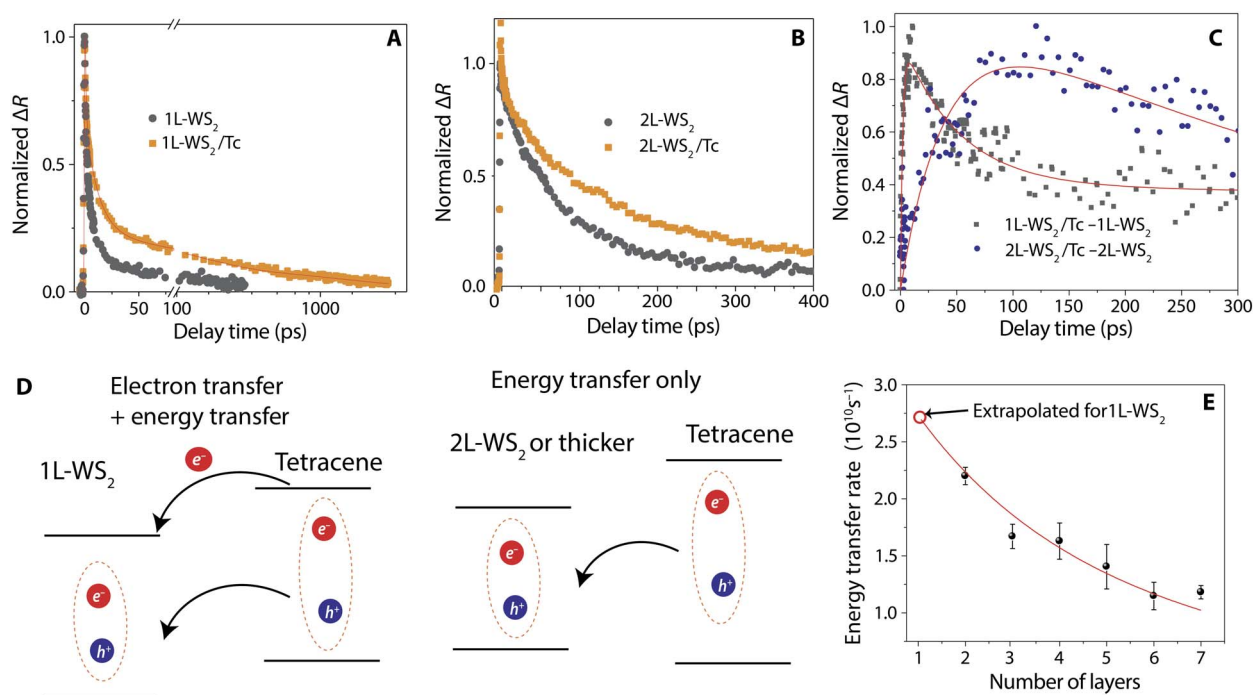 A
Normalized ΔR
1.0
0.5
0.0
1L-WS₂
1L-WS₂/Tc
0 50 100 1000
Delay time (ps)
B
Normalized ΔR
1.0
0.5
0.0
2L-WS₂
2L-WS₂/Tc
0 50 100 150 200 250 300 350 400
Delay time (ps)
C
Normalized ΔR
1.0
0.8
0.6
0.4
0.2
0.0
1L-WS₂/Tc –1L-WS₂
2L-WS₂/Tc –2L-WS₂
0 50 100 150 200 250 300
Delay time (ps)
D
Electron transfer
+ energy transfer
1L-WS₂
e⁻
Tetracene
e⁻
h⁺
e⁻
h⁺
Energy transfer only
2L-WS₂ or thicker
Tetracene
e⁻
h⁺
e⁻
h⁺
E
Energy transfer rate (10¹⁰s⁻¹)
3.0
2.5
2.0
1.5
1.0
Extrapolated for1L-WS₂
1 2 3 4 5 6 7
Number of layers